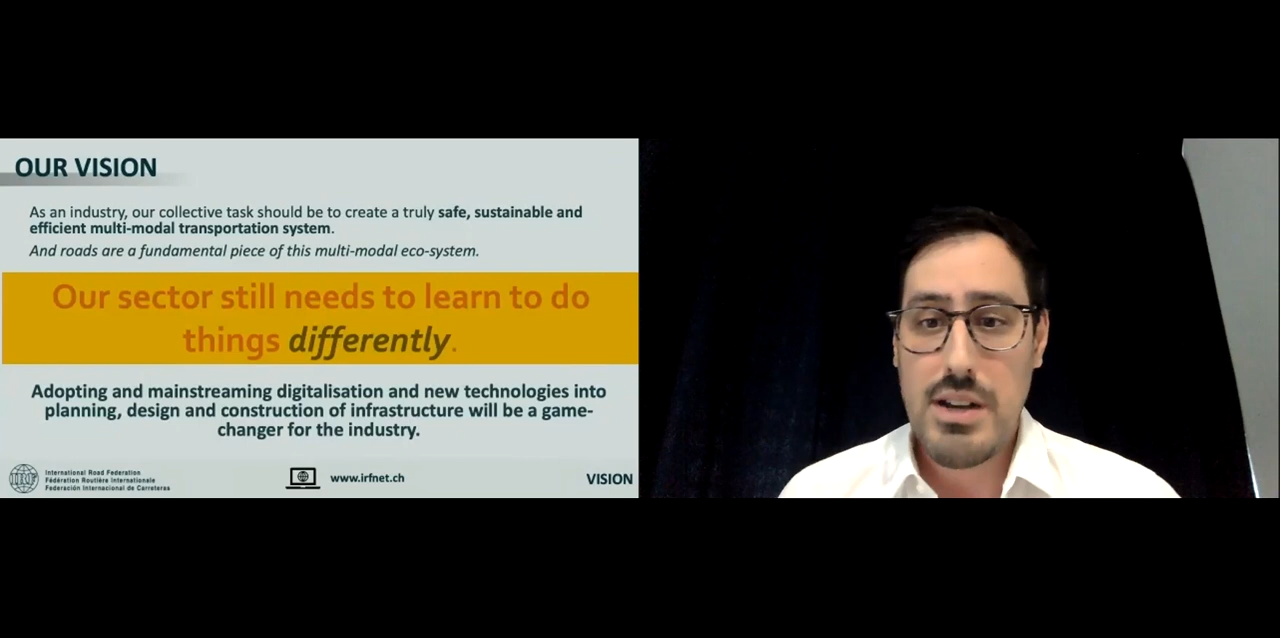 OUR VISION
As an industry, our collective task should be to create a truly safe, sustainable and
efficient multi-modal transportation system.
And roads are a fundamental piece of this multi-modal eco-system.
Our sector still needs to learn to do
things differently.
Adopting and mainstreaming digitalisation and new technologies into
planning, design and construction of infrastructure will be a game-
changer for the industry.
IRF
International Road Federation
Fédération Routière Internationale
Federación Internacional de Carreteras
www.irfnet.ch
VISION